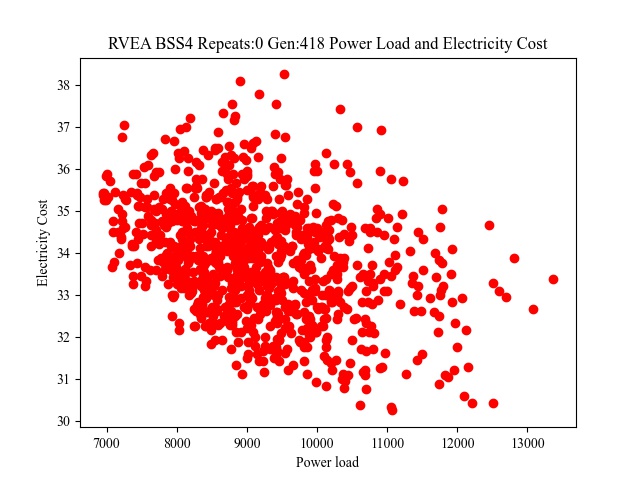 RVEA BSS4 Repeats:0 Gen:418 Power Load and Electricity Cost
38
37
36
35
34
33
32
31
30
Electricity Cost
7000 8000 9000 10000 11000 12000 13000
Power load